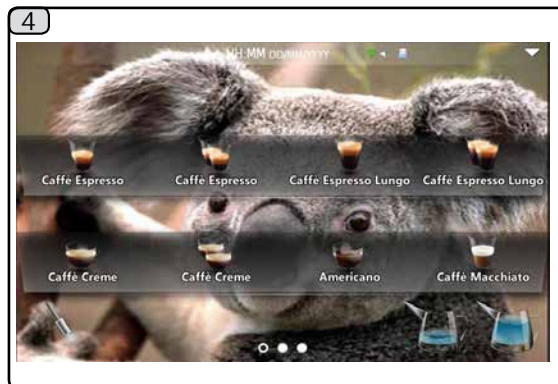 4
HH:MM DD/MM/YYYY
Caffè Espresso Caffè Espresso Caffè Espresso Lungo Caffè Espresso Lungo
Caffè Creme Caffè Creme Americano Caffè Macchiato